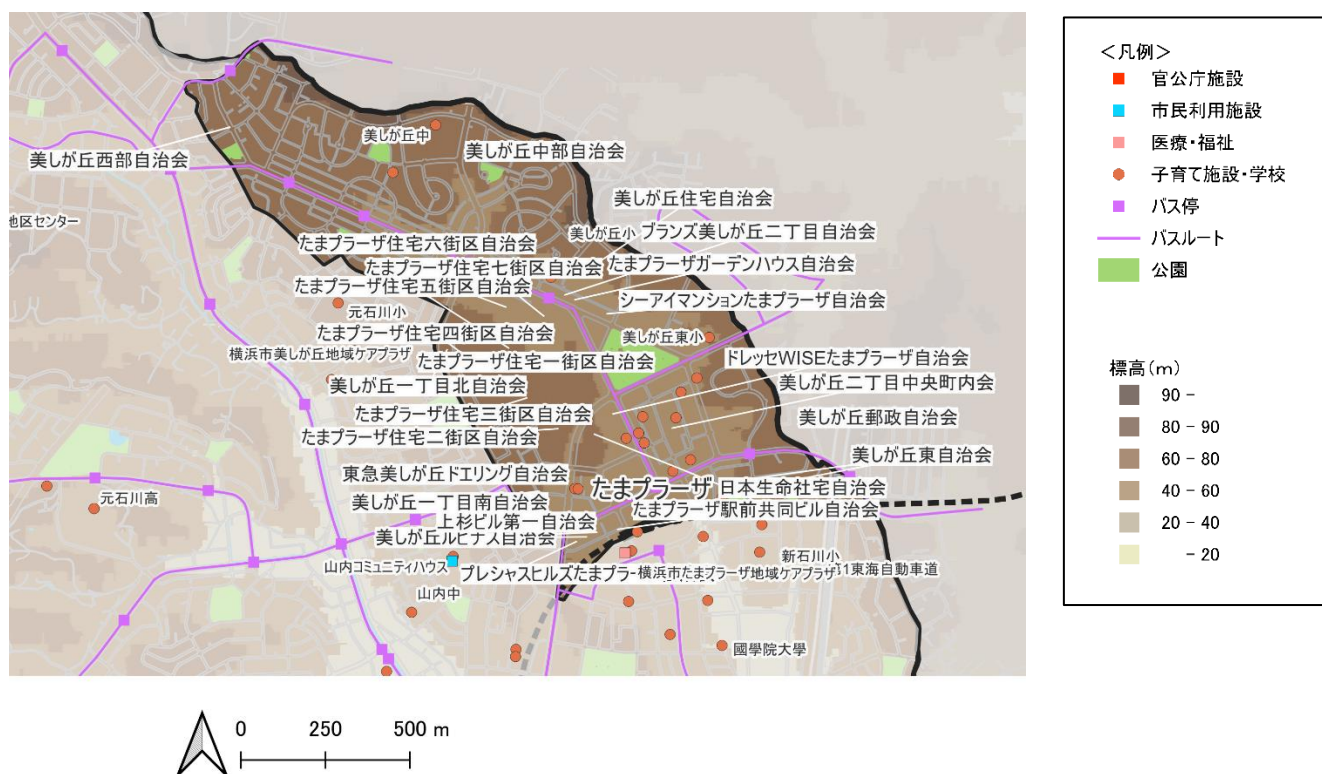 美しが丘中
美しが丘西部自治会
美しが丘中部自治会
美しが丘住宅自治会
地区センター
美しが丘小
ブランズ美しが丘二丁目自治会
たまプラーザ住宅六街区自治会
たまプラーザ住宅七街区自治会
たまプラーザガーデンハウス自治会
たまプラーザ住宅五街区自治会
シーアイマンションたまプラーザ自治会
元石川小
たまプラーザ住宅四街区自治会
美しが丘東小
横浜市美しが丘地域ケアプラザ
たまプラーザ住宅一街区自治会
ドレッセWISEたまプラーザ自治会
美しが丘一丁目北自治会
美しが丘二丁目中央町内会
たまプラーザ住宅三街区自治会
美しが丘郵政自治会
たまプラーザ住宅二街区自治会
美しが丘東自治会
東急美しが丘ドエリング自治会
たまプラーザ
日本生命社宅自治会
元石川高
美しが丘一丁目南自治会
たまプラーザ駅前共同ビル自治会
上杉ビル第一自治会
美しが丘ルピナス自治会
新石川小
山内コミュニティハウス
プレシャスヒルズたまプラー
横浜市たまプラーザ地域ケアプラザ
1東海自動車道
山内中
國學院大學
<凡例>
官公庁施設
市民利用施設
医療・福祉
子育て施設・学校
バス停
バスルート
公園
標高(m)
90 -
80 - 90
60 - 80
40 - 60
20 - 40
- 20
0 250 500 m